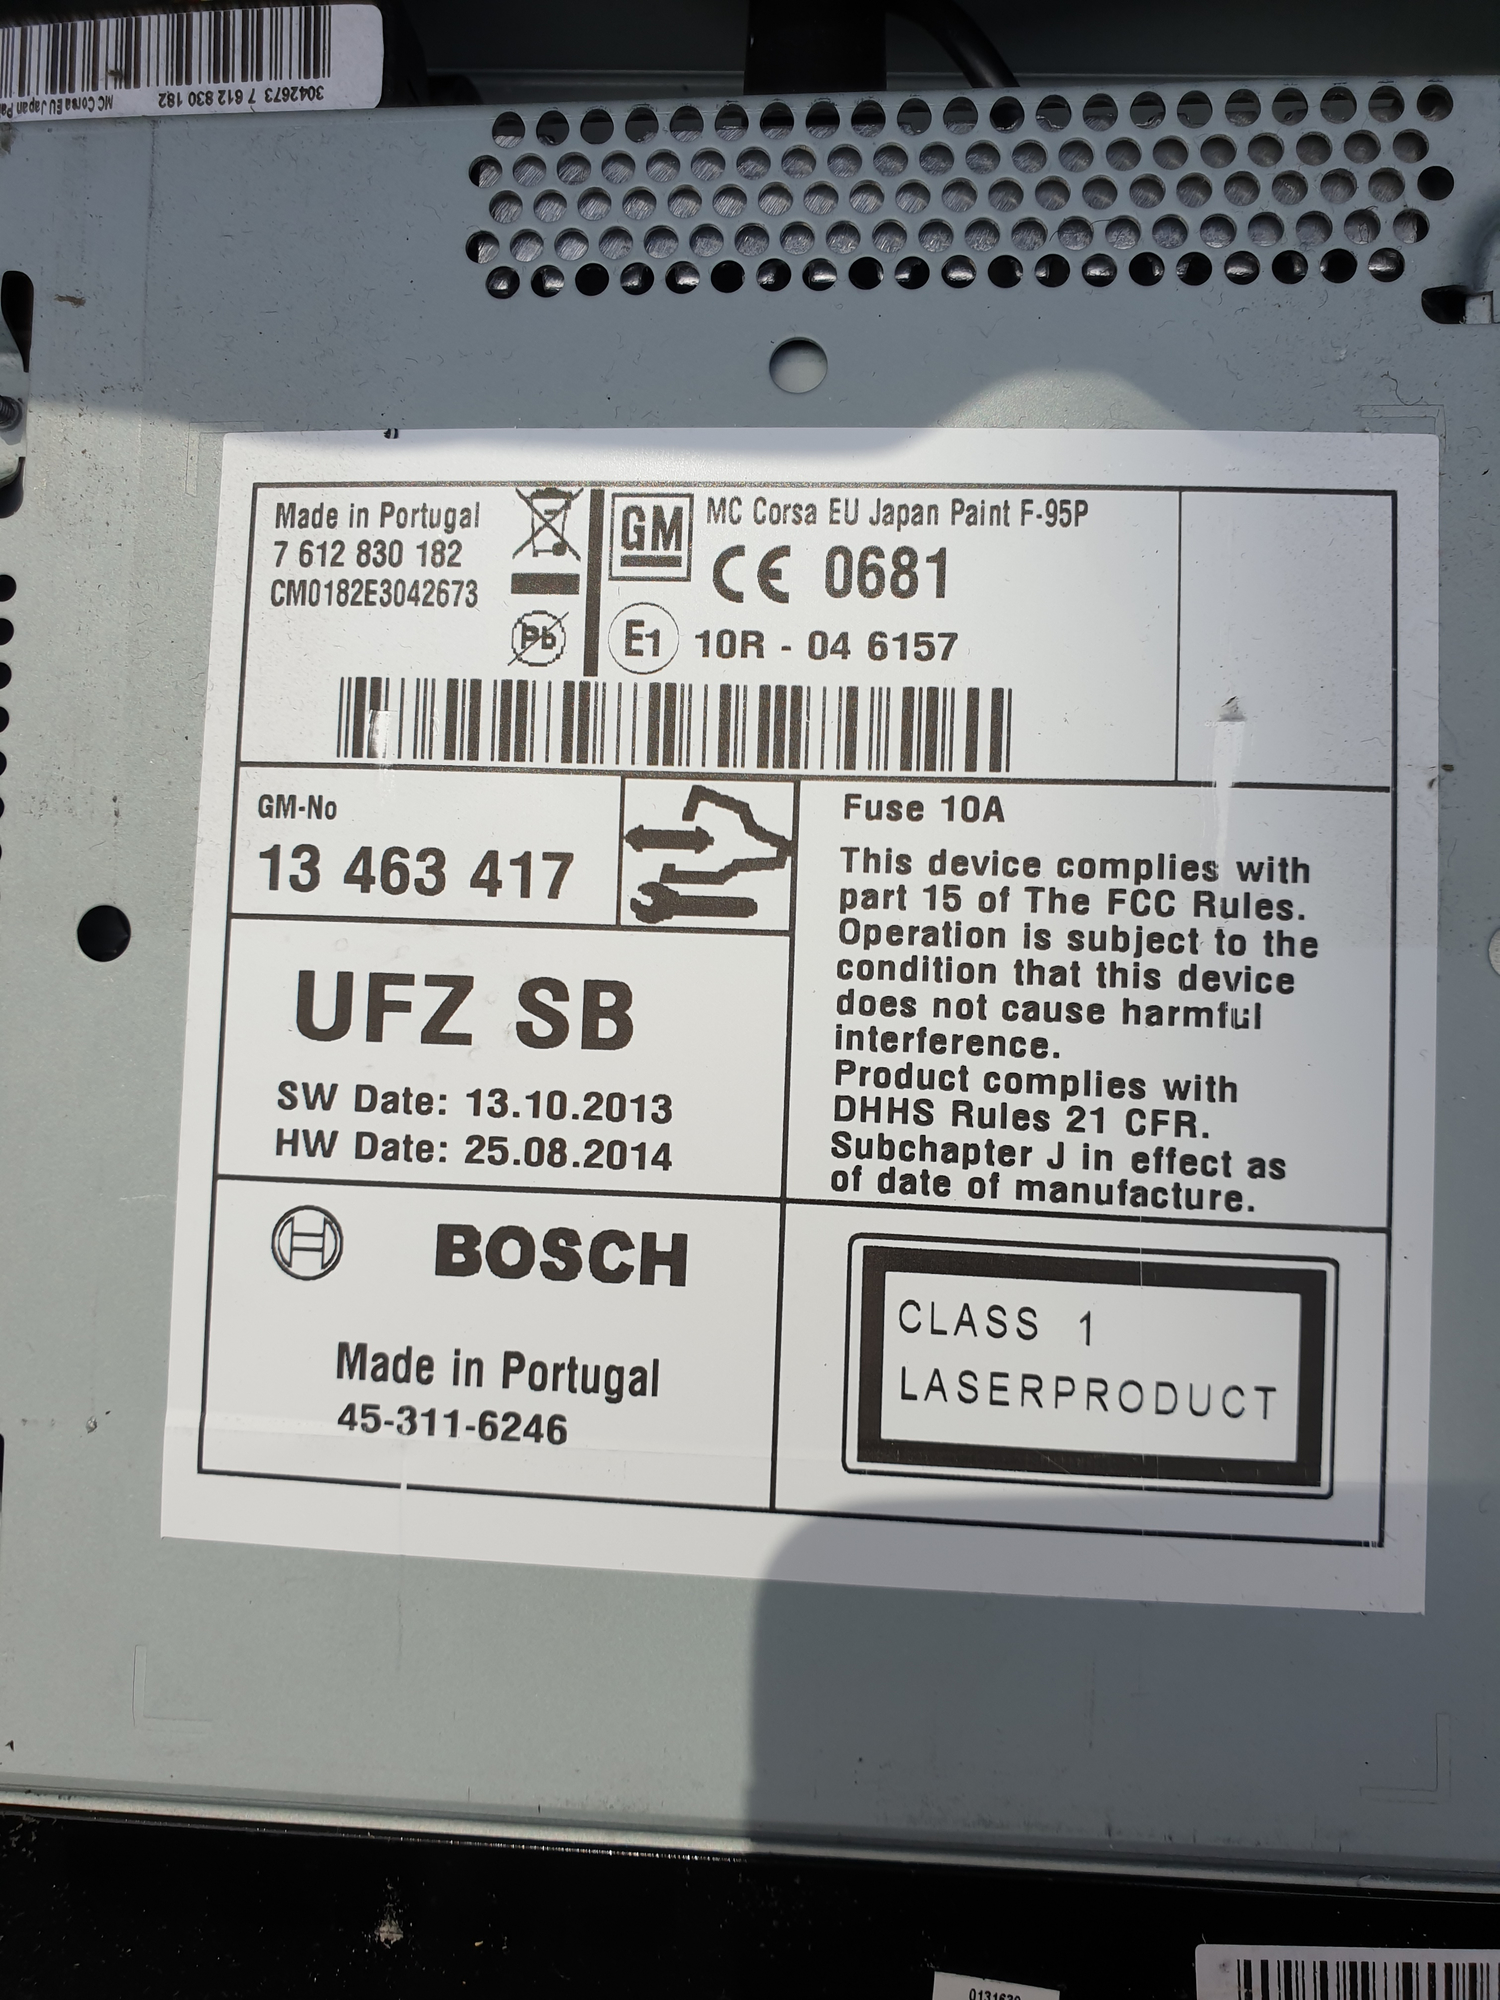 3042673 7 612 830 182
MC Corsa EU Japan
Made in Portugal
7 612 830 182
CM0182E3042673
Pb
GM
MC Corsa EU Japan Paint F-95P
CE 0681
E1 10R - 04 6157
GM-No
13 463 417
UFZ SB
SW Date: 13.10.2013
HW Date: 25.08.2014
Fuse 10A
This device complies with
part 15 of The FCC Rules.
Operation is subject to the
condition that this device
does not cause harmful
interference.
Product complies with
DHHS Rules 21 CFR.
Subchapter J in effect as
of date of manufacture.
BOSCH
Made in Portugal
45-311-6246
CLASS 1
LASERPRODUCT